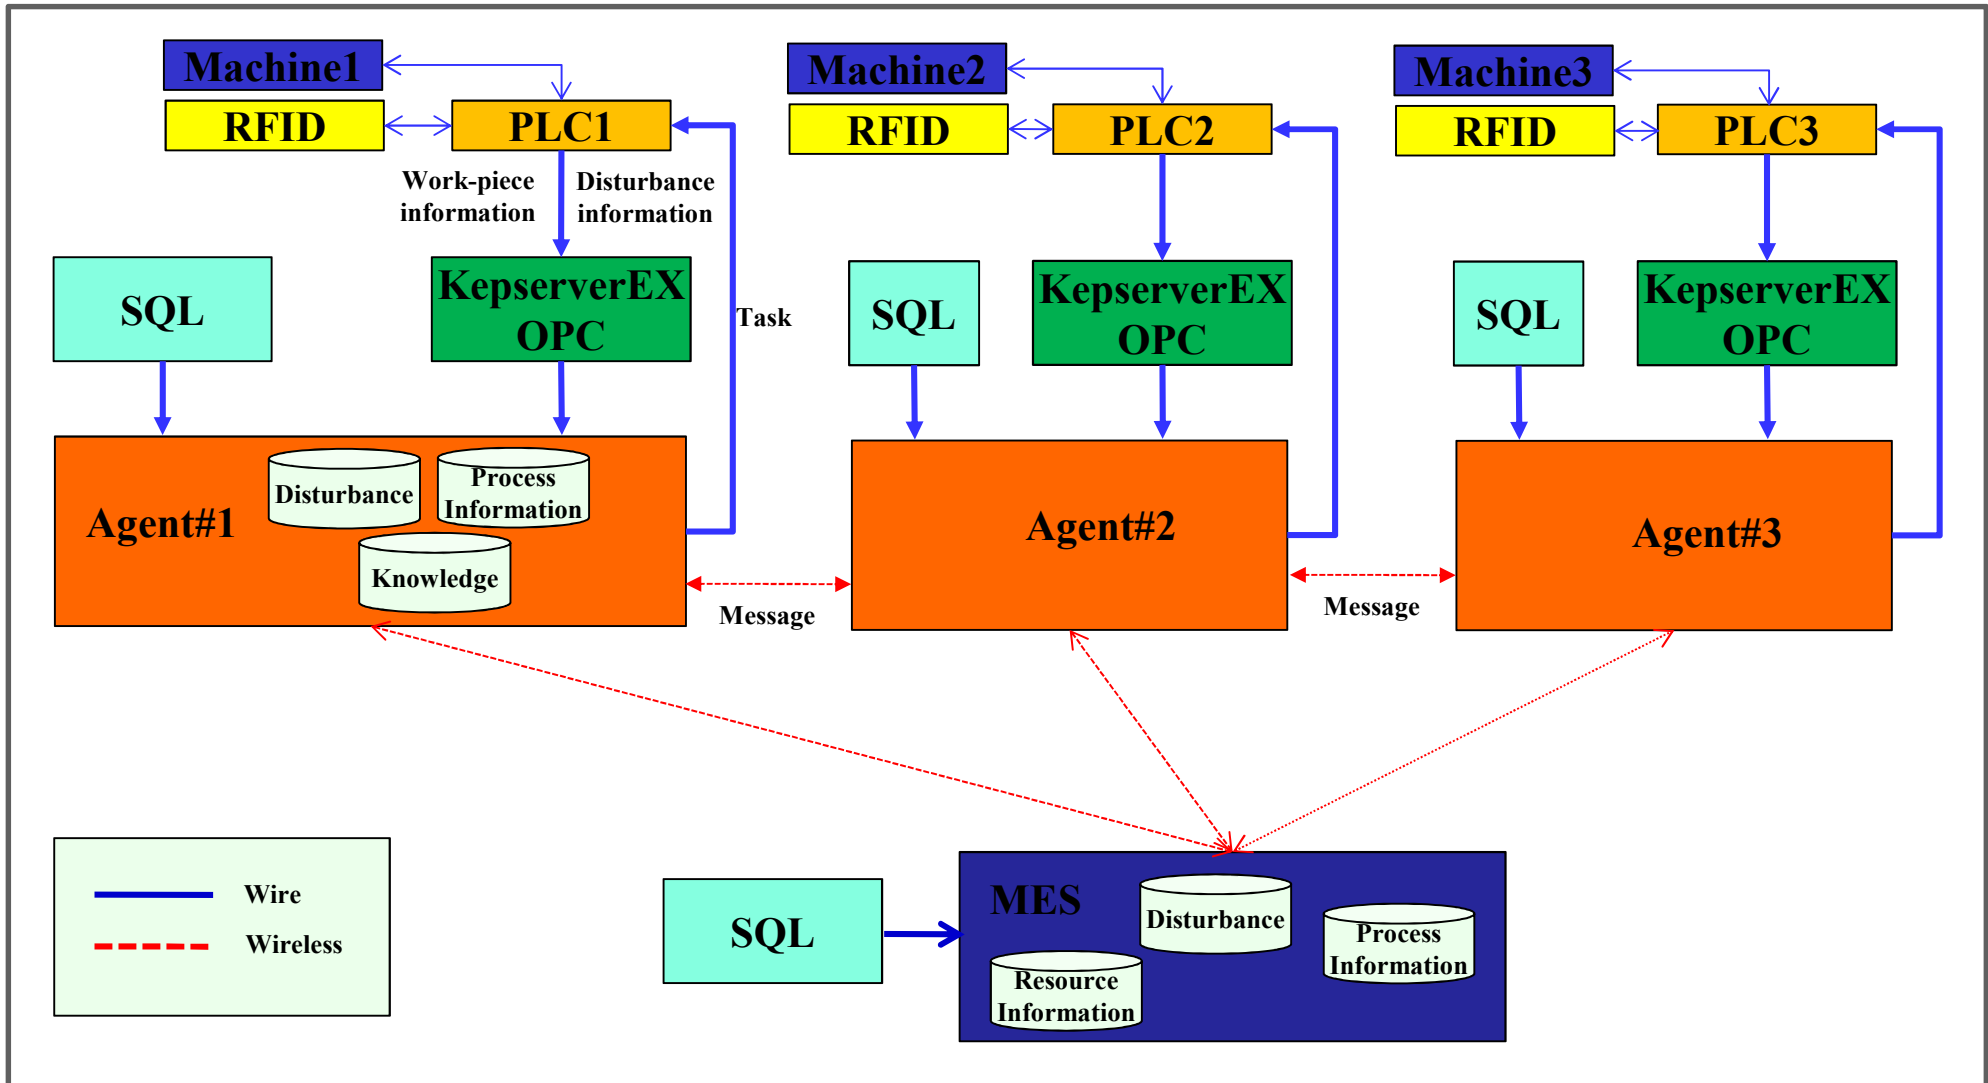 Machine1
Machine2
Machine3
RFID
PLC1
RFID
PLC2
RFID
PLC3
Work-piece
information
Disturbance
information
SQL
KepserverEX
OPC
Task
SQL
KepserverEX
OPC
SQL
KepserverEX
OPC
Agent#1
Disturbance
Process
Information
Knowledge
Agent#2
Agent#3
Message
Message
Wire
Wireless
SQL
MES
Disturbance
Process
Information
Resource
Information